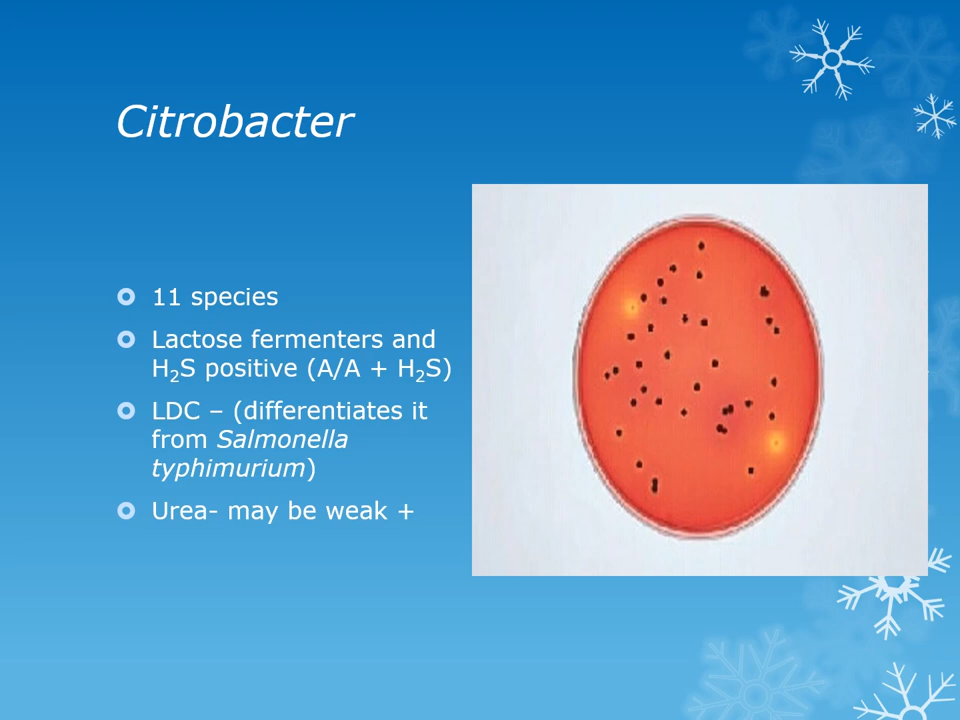 Citrobacter
11 species
Lactose fermenters and
H₂S positive (A/A + H₂S)
LDC – (differentiates it
from Salmonella
typhimurium)
Urea- may be weak +